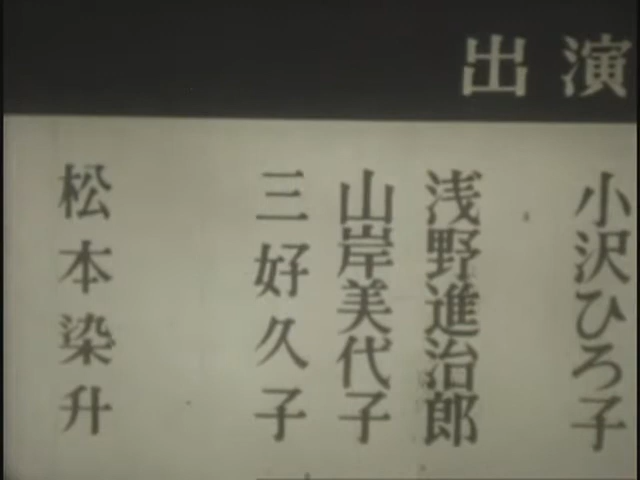 出演
小沢ひろ子
浅野進治郎
山岸美代子
三好久子
松本染升